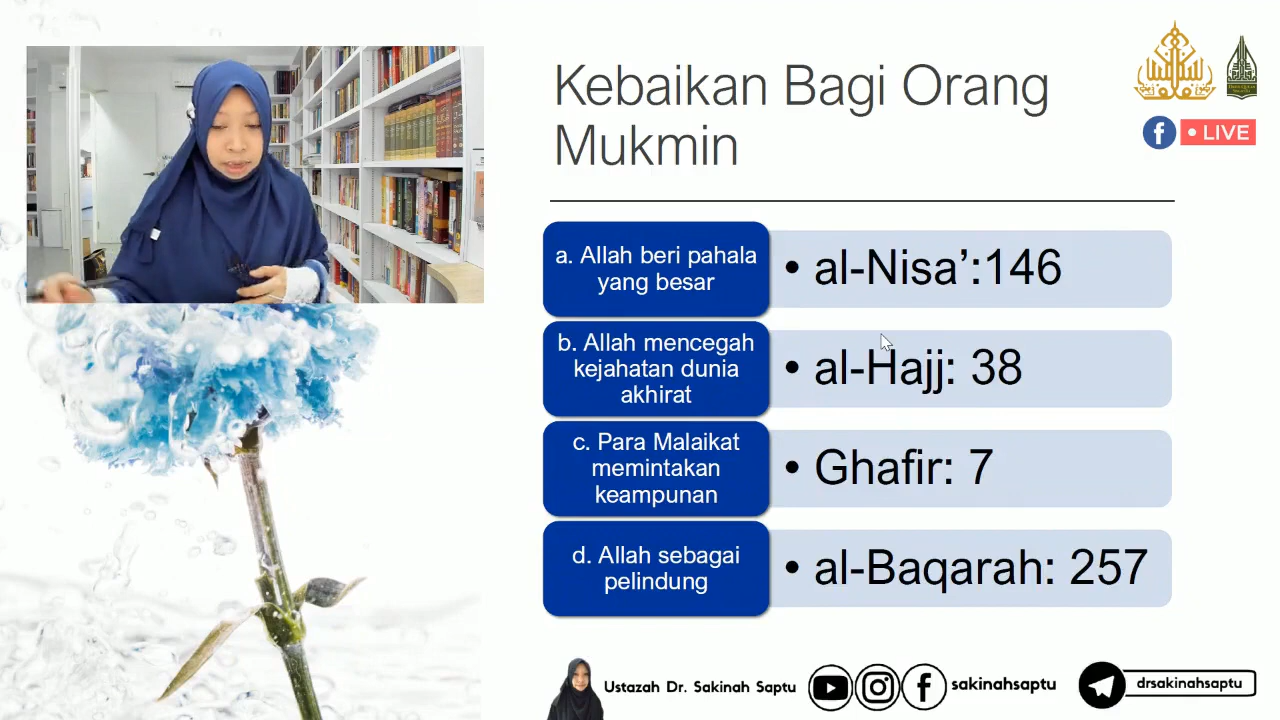 Kebaikan Bagi Orang
Mukmin
LIVE
a. Allah beri pahala
yang besar
• al-Nisa’:146
b. Allah mencegah
kejahatan dunia
akhirat
• al-Hajj: 38
c. Para Malaikat
memintakan
keampunan
• Ghafir: 7
d. Allah sebagai
pelindung
• al-Baqarah: 257
Ustazah Dr. Sakinah Saptu
sakinahsaptu
drsakinahsaptu